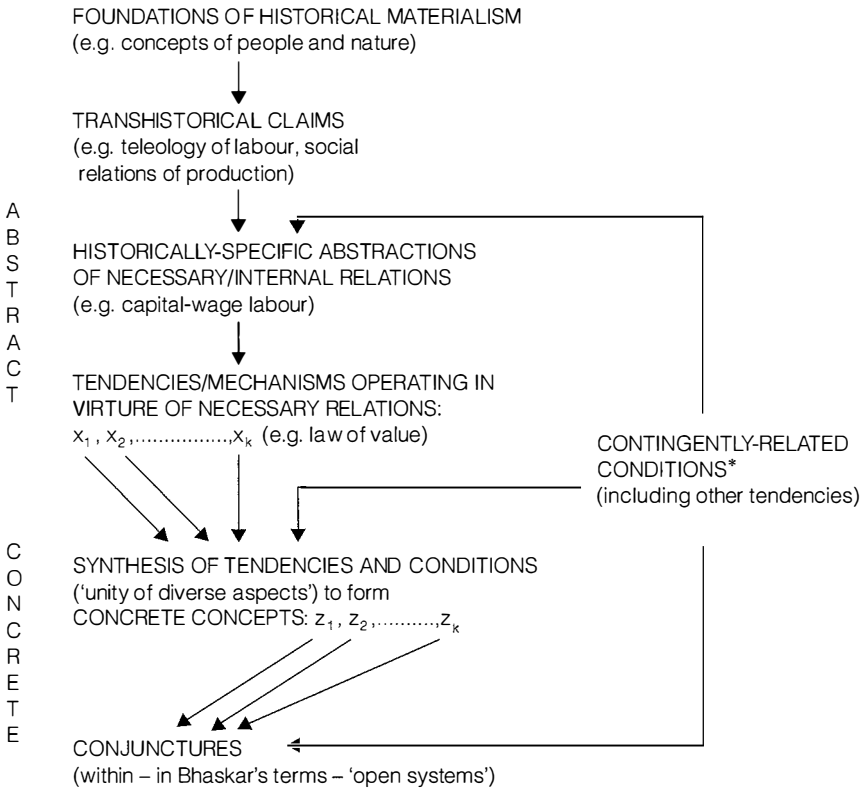 FOUNDATIONS OF HISTORICAL MATERIALISM
(e.g. concepts of people and nature)
TRANSHISTORICAL CLAIMS
(e.g. teleology of labour, social
relations of production)
ABSTRACT
HISTORICALLY-SPECIFIC ABSTRACTIONS
OF NECESSARY/INTERNAL RELATIONS
(e.g. capital-wage labour)
TENDENCIES/MECHANISMS OPERATING IN
VIRTURE OF NECESSARY RELATIONS:
x₁, x₂,.................,xₖ (e.g. law of value)
CONTINGENTLY-RELATED
CONDITIONS*
(including other tendencies)
CONCRETE
SYNTHESIS OF TENDENCIES AND CONDITIONS
(‘unity of diverse aspects’) to form
CONCRETE CONCEPTS: z₁, z₂,..........,zₖ
CONJUNCTURES
(within – in Bhaskar’s terms – ‘open systems’)